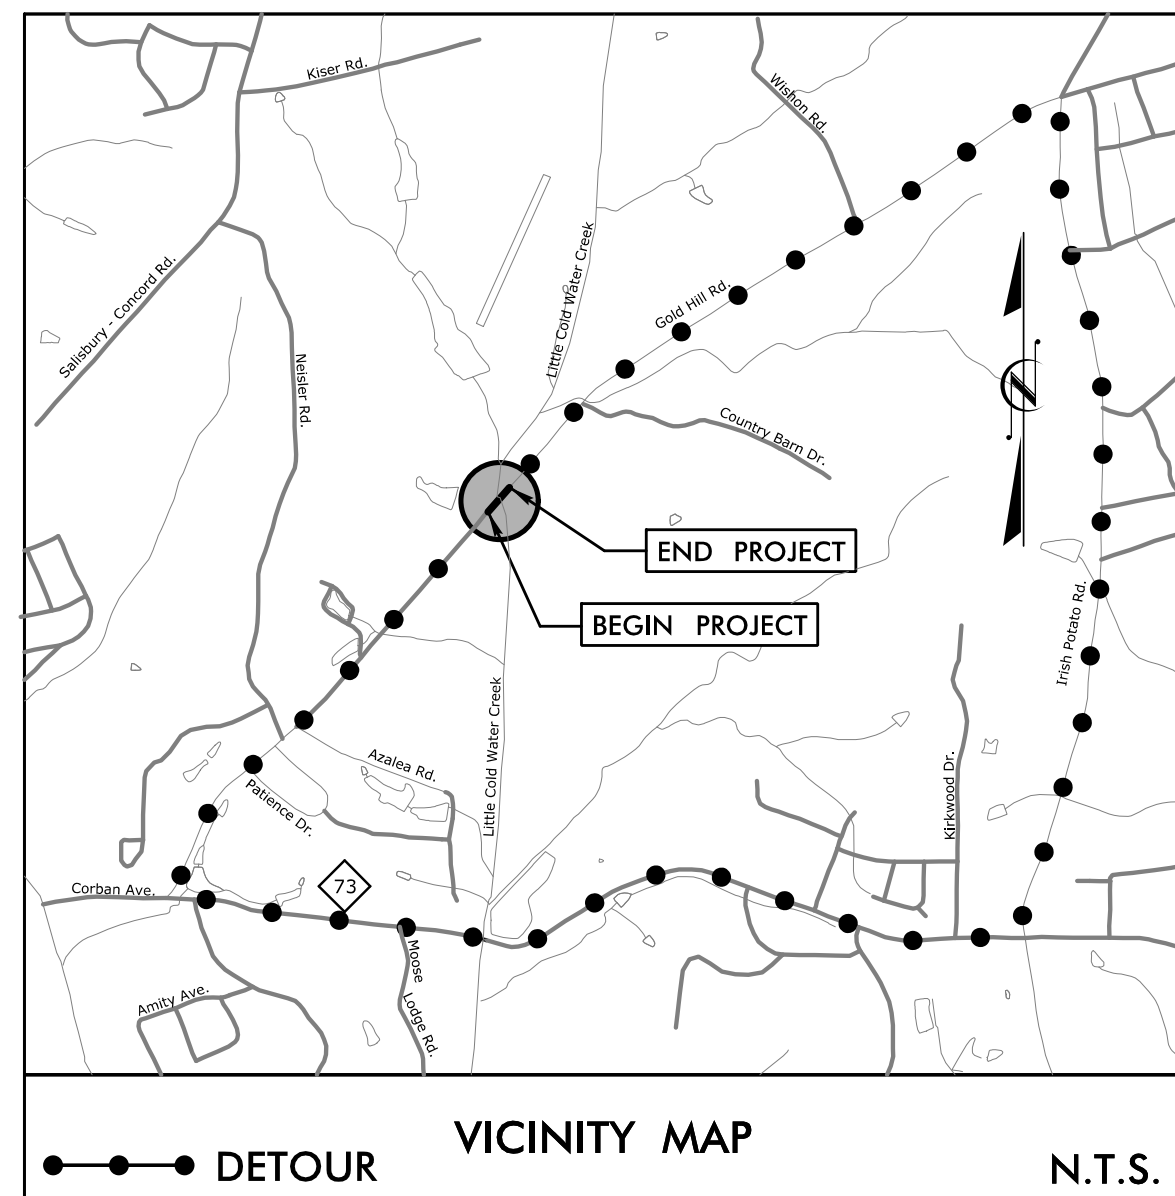 Kiser Rd.
Wishon Rd.
Little Cold Water Creek
Salisbury - Concord Rd.
Gold Hill Rd.
Neisler Rd.
N
Country Barn Dr.
END PROJECT
BEGIN PROJECT
Irish Potato Rd.
Little Cold Water Creek
Azalea Rd.
Kirkwood Dr.
Patience Dr.
Corban Ave.
73
Moose Lodge Rd.
Amity Ave.
VICINITY MAP
DETOUR
N.T.S.